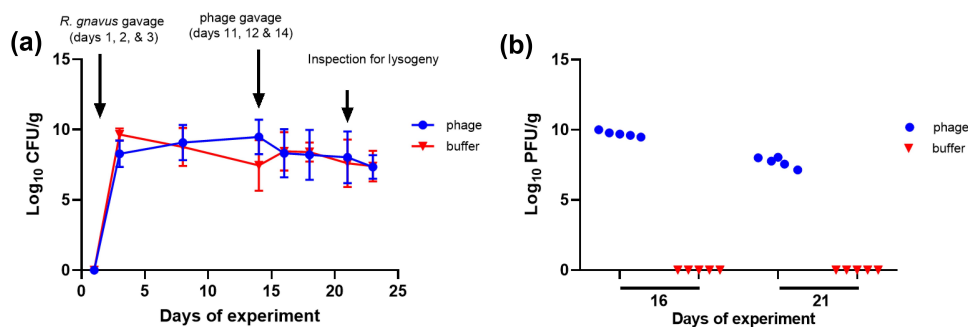 (a)
R. gnavus gavage
(days 1, 2, & 3)
phage gavage
(days 11, 12 & 14)
Inspection for lysogeny
15
10
5
0
Log10 CFU/g
0 5 10 15 20 25
Days of experiment
phage
buffer
(b)
15
10
5
0
Log10 PFU/g
16 21
Days of experiment
phage
buffer